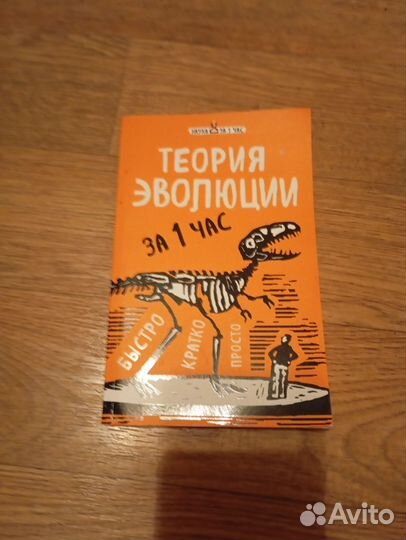 НАУКА ЗА 1 ЧАС
ТЕОРИЯ
ЭВОЛЮЦИИ
ЗА 1 ЧАС
БЫСТРО
КРАТКО
ПРОСТО
Avito